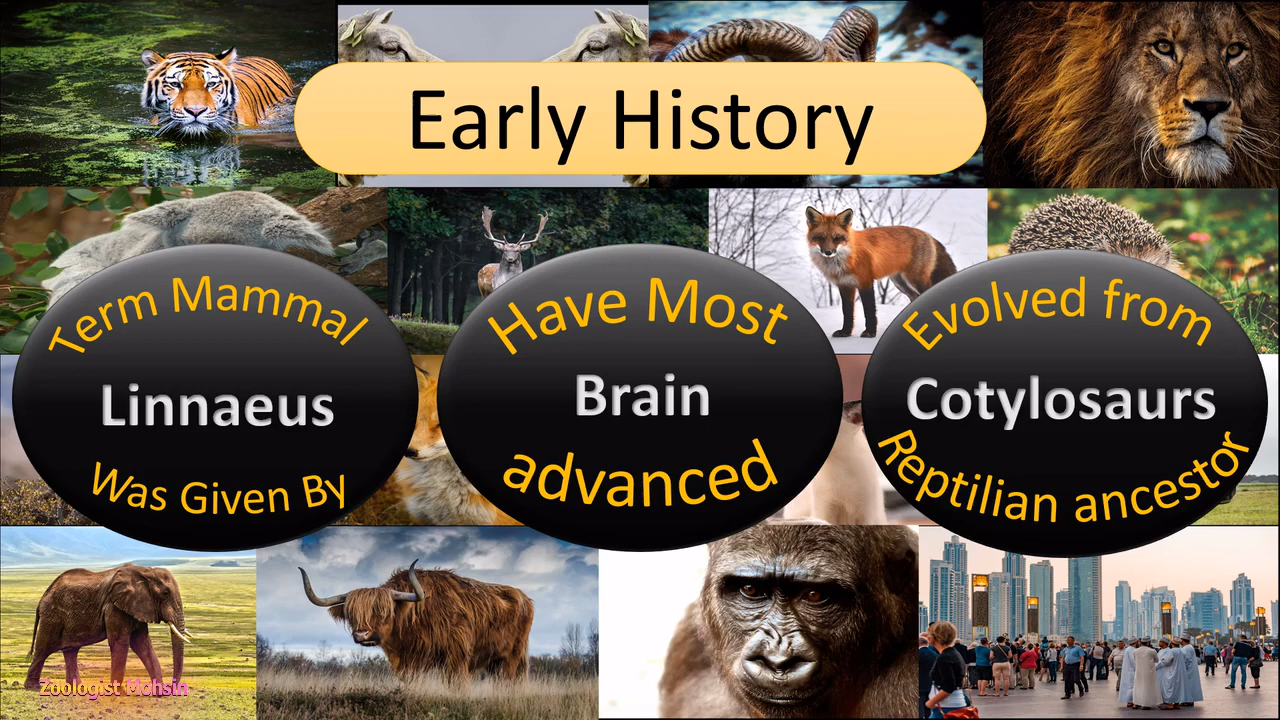 Early History
Term Mammal
Linnaeus
Was Given By
Have Most
Brain
advanced
Evolved from
Cotylosaurs
Reptilian ancestor
Zoologist Mohsin